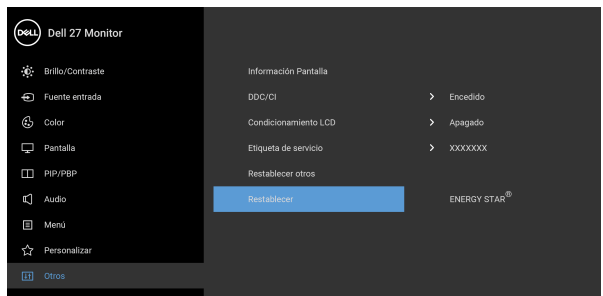 DELL Dell 27 Monitor
Brillo/Contraste Información Pantalla
Fuente entrada DDC/CI Encedido
Color Condicionamiento LCD Apagado
Pantalla Etiqueta de servicio XXXXXXX
PIP/PBP Restablecer otros
Audio Restablecer ENERGY STAR®
Menú
Personalizar
Otros